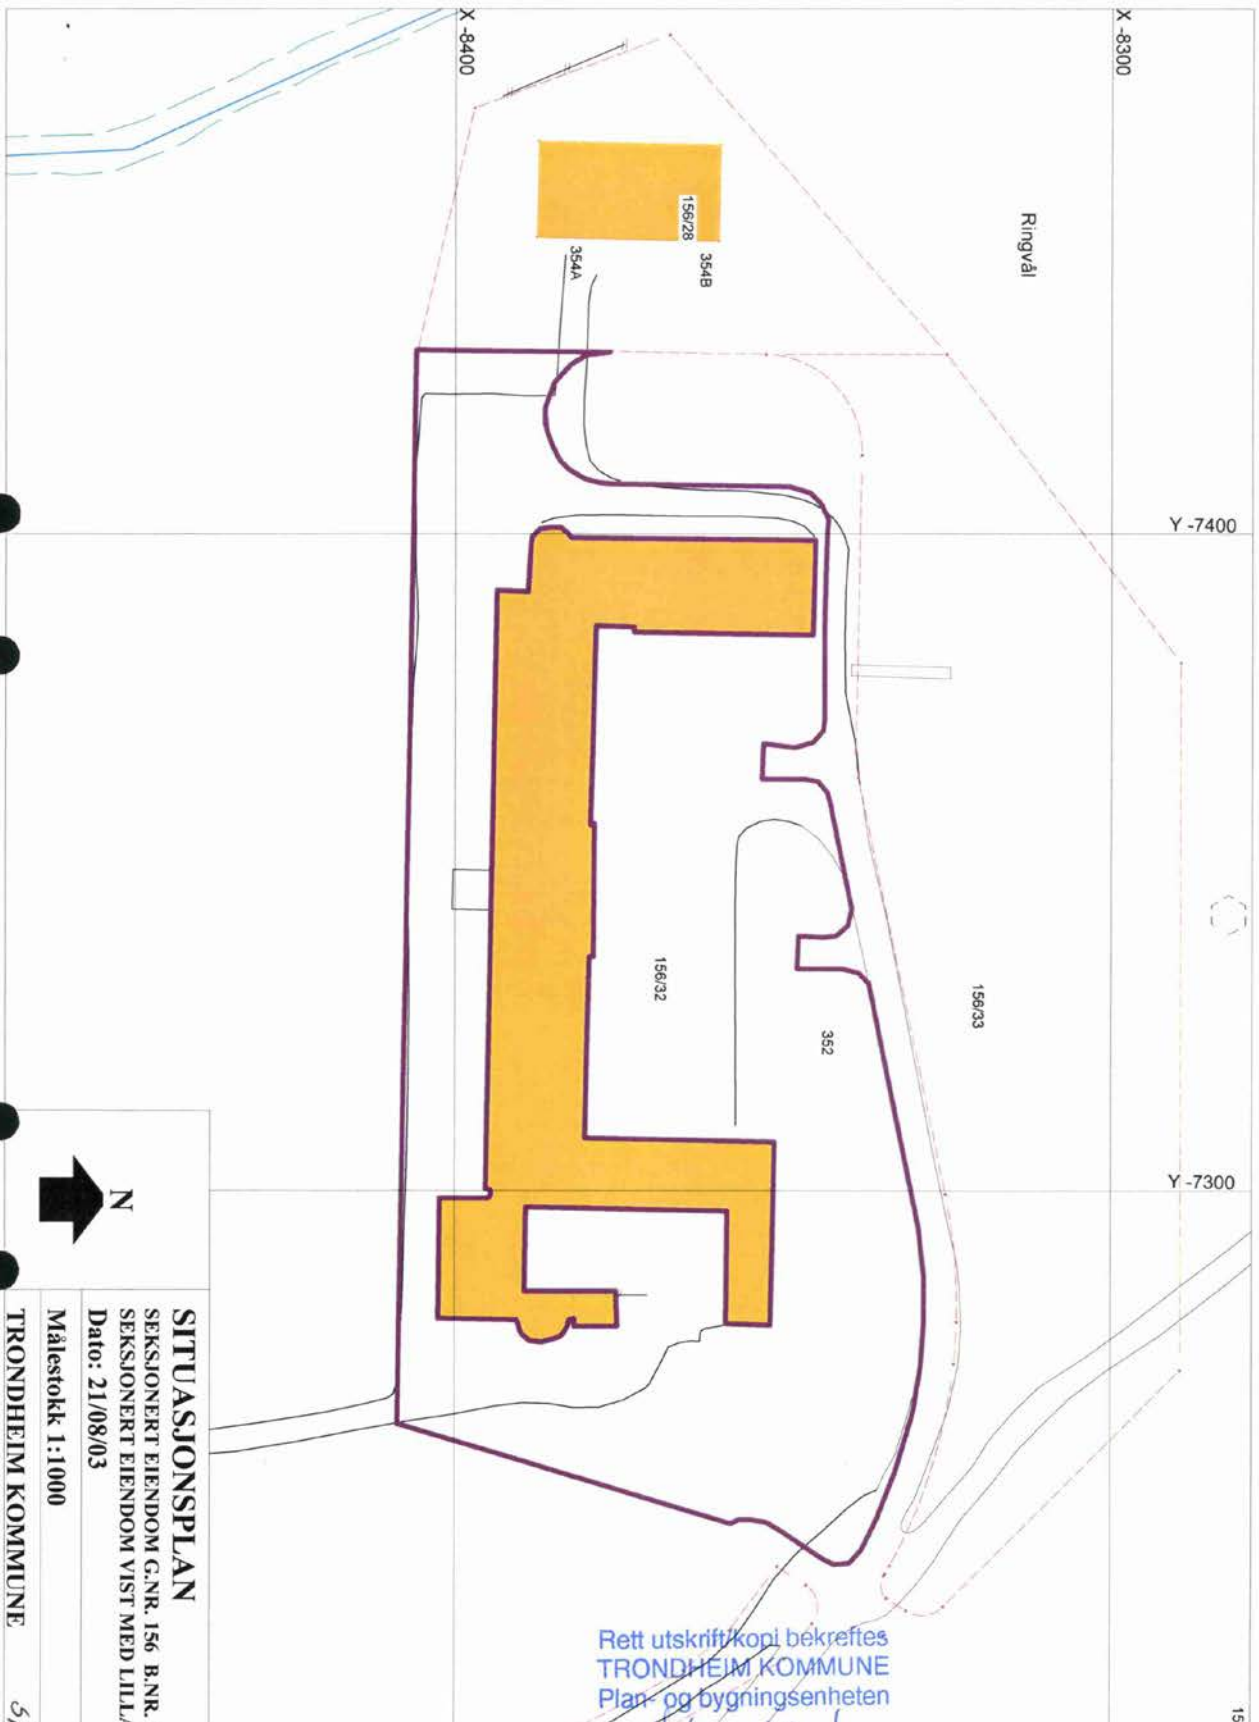 X -8400
X -8300
Ringvål
156/28
354B
354A
Y -7400
156/32
352
156/33
Y -7300
N
SITUASJONSPLAN
SEKSJONERT EIENDOM G.NR. 156 B.NR.
SEKSJONERT EIENDOM VIST MED LILLA
Dato: 21/08/03
Målestokk 1:1000
TRONDHEIM KOMMUNE
Rett utskrift/kopi bekreftes
TRONDHEIM KOMMUNE
Plan- og bygningsenheten